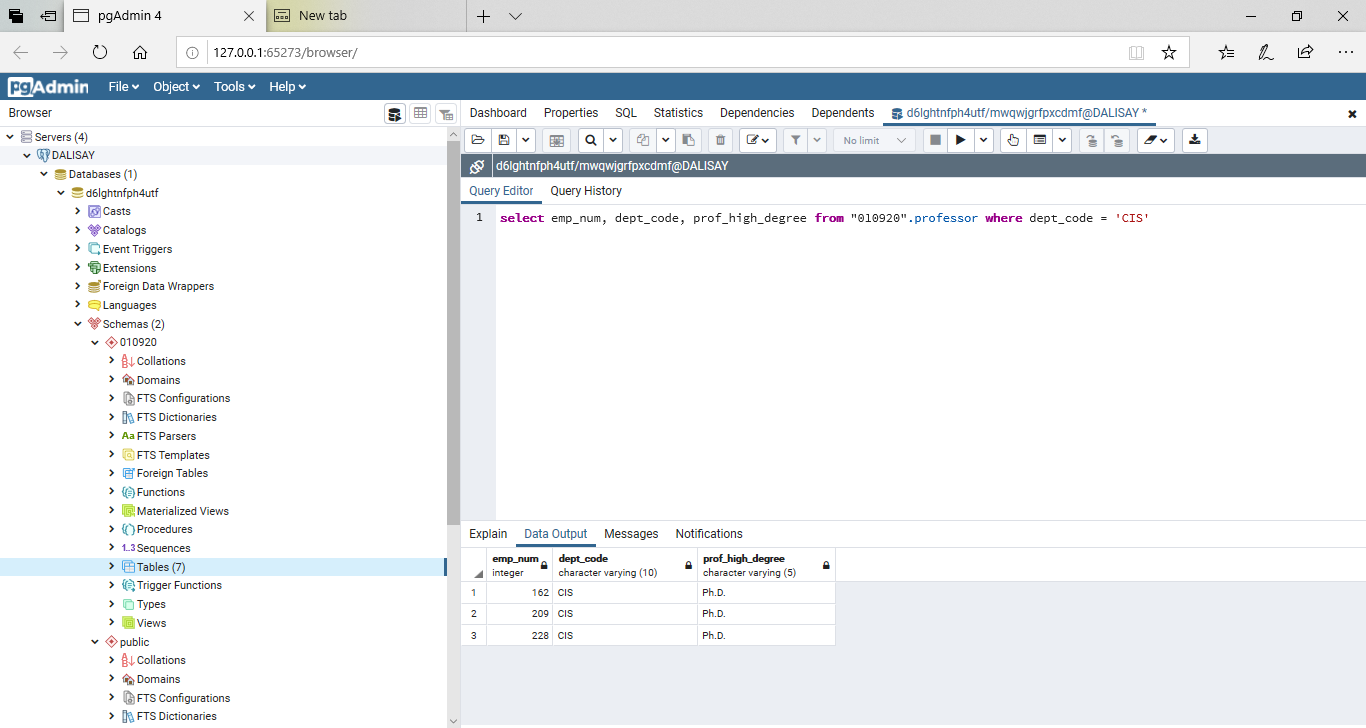 pgAdmin 4
New tab
127.0.0.1:65273/browser/
pgAdmin File Object Tools Help
Browser
Dashboard Properties SQL Statistics Dependencies Dependents d6lghtnfph4utf/mwqwjgrfpxcdmf@DALISAY *
No limit
d6lghtnfph4utf/mwqwjgrfpxcdmf@DALISAY
Query Editor Query History
1 select emp_num, dept_code, prof_high_degree from "010920".professor where dept_code = 'CIS'
Servers (4)
DALISAY
Databases (1)
d6lghtnfph4utf
Casts
Catalogs
Event Triggers
Extensions
Foreign Data Wrappers
Languages
Schemas (2)
010920
Collations
Domains
FTS Configurations
FTS Dictionaries
Aa FTS Parsers
FTS Templates
Foreign Tables
Functions
Materialized Views
Procedures
1..3 Sequences
Tables (7)
Trigger Functions
Types
Views
public
Collations
Domains
FTS Configurations
FTS Dictionaries
Explain Data Output Messages Notifications
emp_num dept_code prof_high_degree
integer character varying (10) character varying (5)
1 162 CIS Ph.D.
2 209 CIS Ph.D.
3 228 CIS Ph.D.